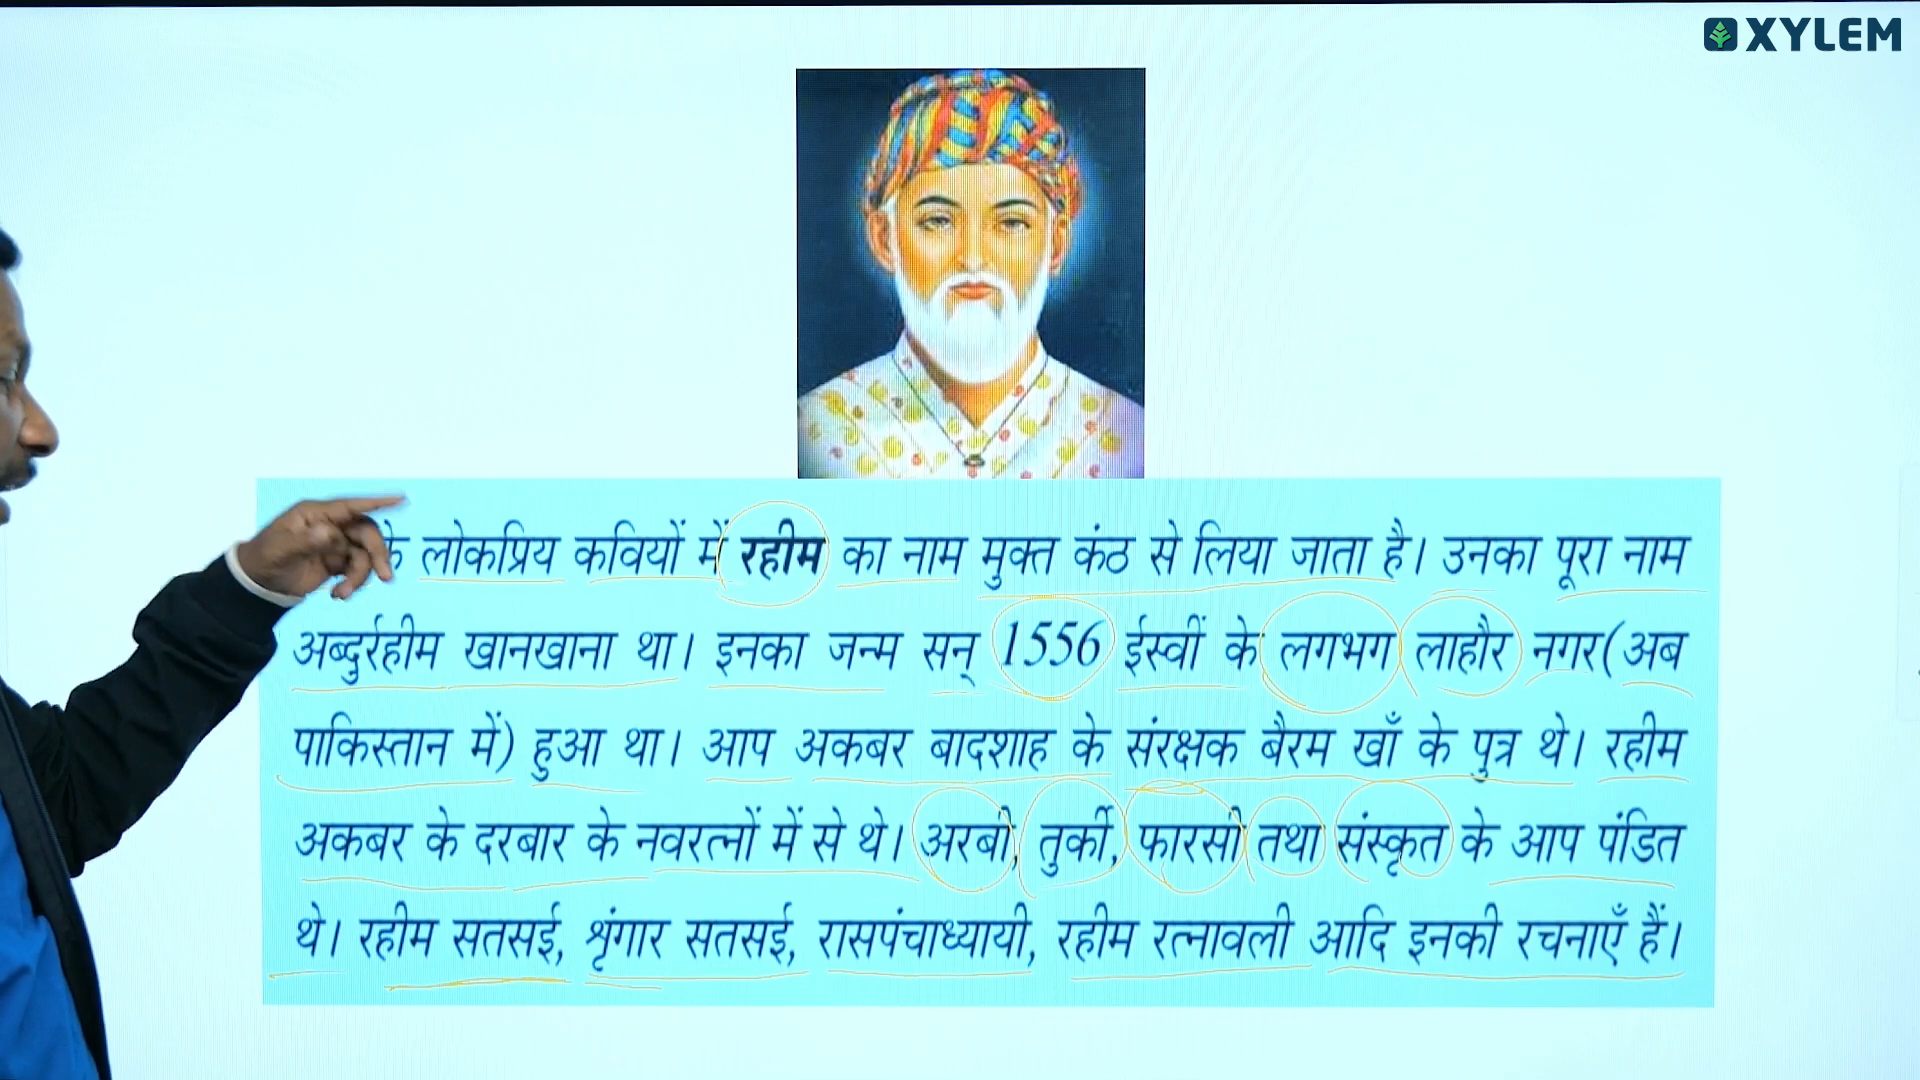 XYLEM
के लोकप्रिय कवियों में रहीम का नाम मुक्त कंठ से लिया जाता है। उनका पूरा नाम
अब्दुर्रहीम खानखाना था। इनका जन्म सन् 1556 ईस्वीं के लगभग लाहौर नगर(अब
पाकिस्तान में) हुआ था। आप अकबर बादशाह के संरक्षक बैरम खाँ के पुत्र थे। रहीम
अकबर के दरबार के नवरत्नों में से थे। अरबी, तुर्की, फारसी तथा संस्कृत के आप पंडित
थे। रहीम सतसई, शृंगार सतसई, रासपंचाध्यायी, रहीम रत्नावली आदि इनकी रचनाएँ हैं।